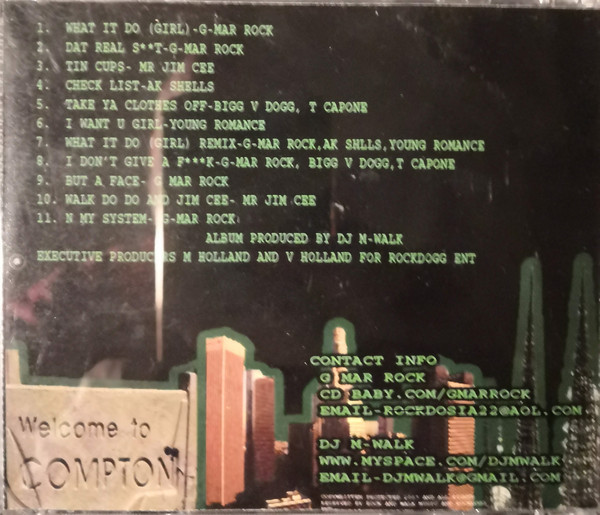 1. WHAT IT DO (GIRL)-G-MAR ROCK
2. DAT REAL S**T-G-MAR ROCK
3. TIN CUPS- MR JIM CEE
4. CHECK LIST-AK SHELLS
5. TAKE YA CLOTHES OFF-BIGG V DOGG, T CAPONE
6. I WANT U GIRL-YOUNG ROMANCE
7. WHAT IT DO (GIRL) REMIX-G-MAR ROCK,AK SHLLS,YOUNG ROMANCE
8. I DON'T GIVE A F***K-G-MAR ROCK, BIGG V DOGG,T CAPONE
9. BUT A FACE- G MAR ROCK
10. WALK DO DO AND JIM CEE- MR JIM CEE
11. N MY SYSTEM- G-MAR ROCK
ALBUM PRODUCED BY DJ M-WALK
EXECUTIVE PRODUCERS M HOLLAND AND V HOLLAND FOR ROCKDOGG ENT
CONTACT INFO
G MAR ROCK
CD BABY.COM/GMARROCK
EMAIL-ROCKDOSIA22@AOL.COM
DJ M-WALK
WWW.MYSPACE.COM/DJMWALK
EMAIL-DJMWALK@GMAIL.COM
Welcome to
COMPTON